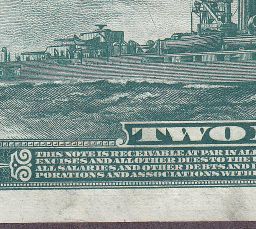 TWO
THIS NOTE IS RECEIVABLE AT PAR IN AL
EXCISES AND ALL OTHER DUES TO THE
ALL SALARIES AND OTHER DEBTS AND
PORATIONS AND ASSOCIATIONS WITH